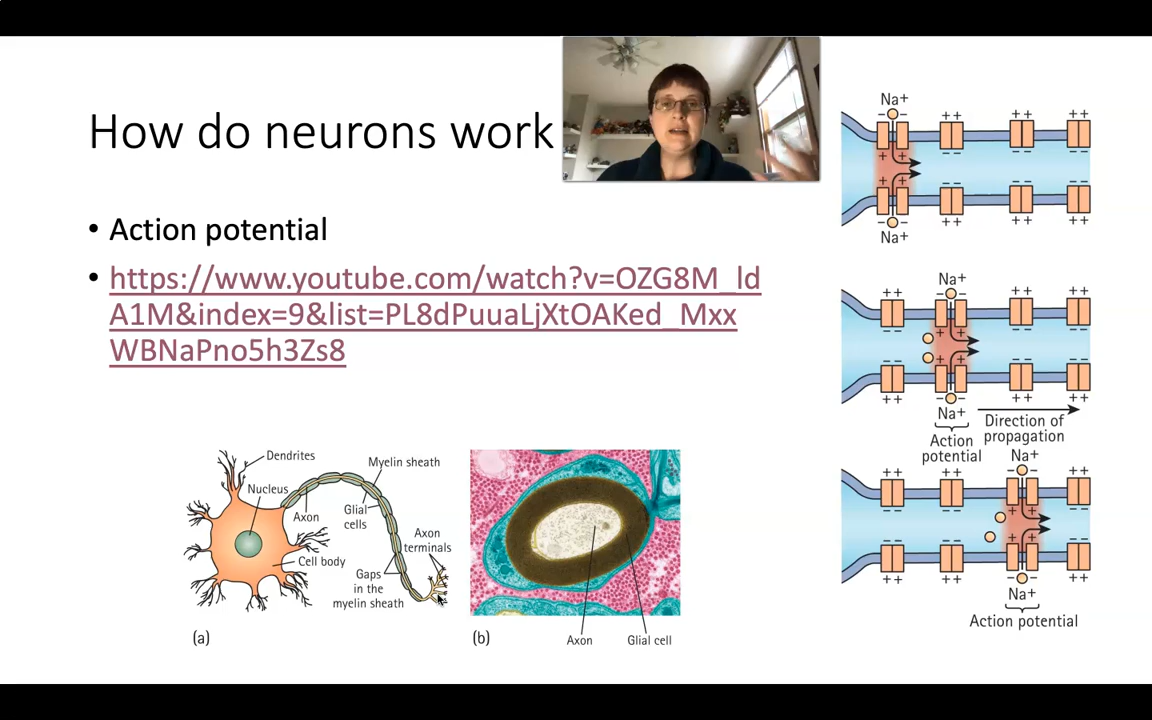 How do neurons work
• Action potential
• https://www.youtube.com/watch?v=OZG8M_ld
A1M&index=9&list=PL8dPuuaLjXtOAKed_Mxx
WBNaPno5h3Zs8
Dendrites
Nucleus
Axon
Cell body
Myelin sheath
Glial
cells
Axon
terminals
Gaps
in the
myelin sheath
(a)
(b)
Axon
Glial cell
Na+
− −
++
++
++
+ +
− −
− −
− −
+ +
− −
− −
− −
− −
++
++
++
Na+
Na+
++
− −
++
++
− −
+ +
− −
− −
− −
+ +
− −
− −
++
− −
++
++
Na+
Action
potential
Direction of
propagation
Na+
++
++
− −
++
− −
− −
+ +
− −
− −
− −
+ +
− −
++
++
− −
++
Na+
Action potential